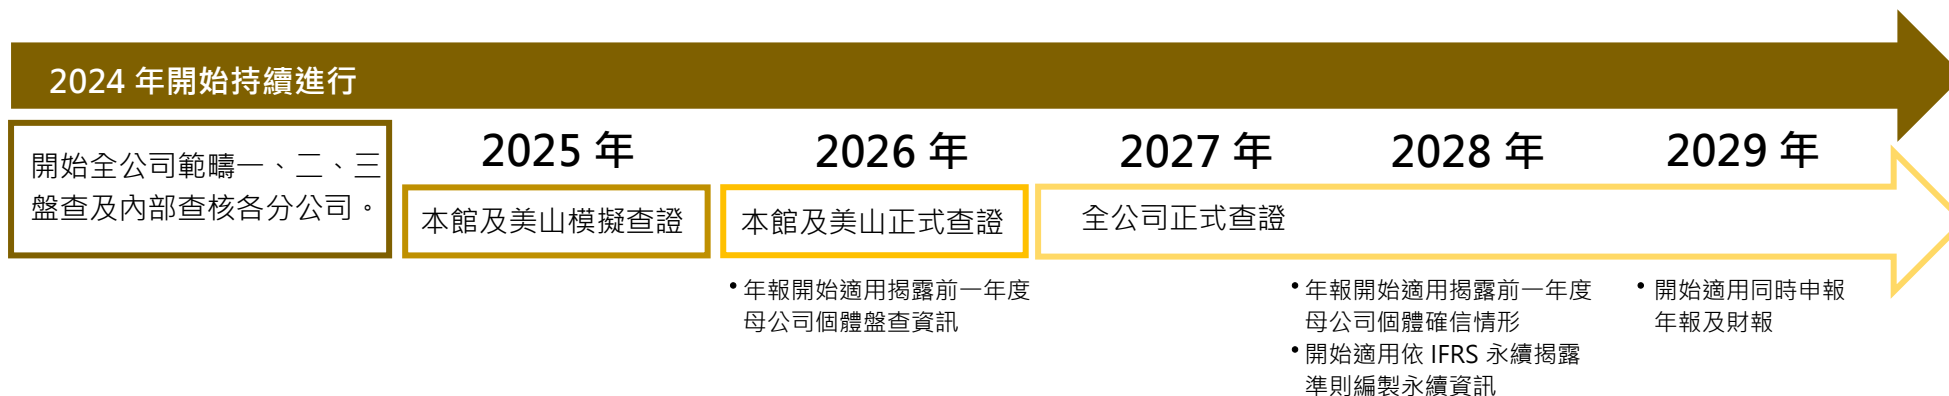 2024 年開始持續進行
開始全公司範疇一、二、三
盤查及內部查核各分公司。
2025 年
本館及美山模擬查證
2026 年
本館及美山正式查證
• 年報開始適用揭露前一年度
母公司個體盤查資訊
2027 年
全公司正式查證
2028 年
• 年報開始適用揭露前一年度
母公司個體確信情形
• 開始適用依 IFRS 永續揭露
準則編製永續資訊
2029 年
• 開始適用同時申報
年報及財報